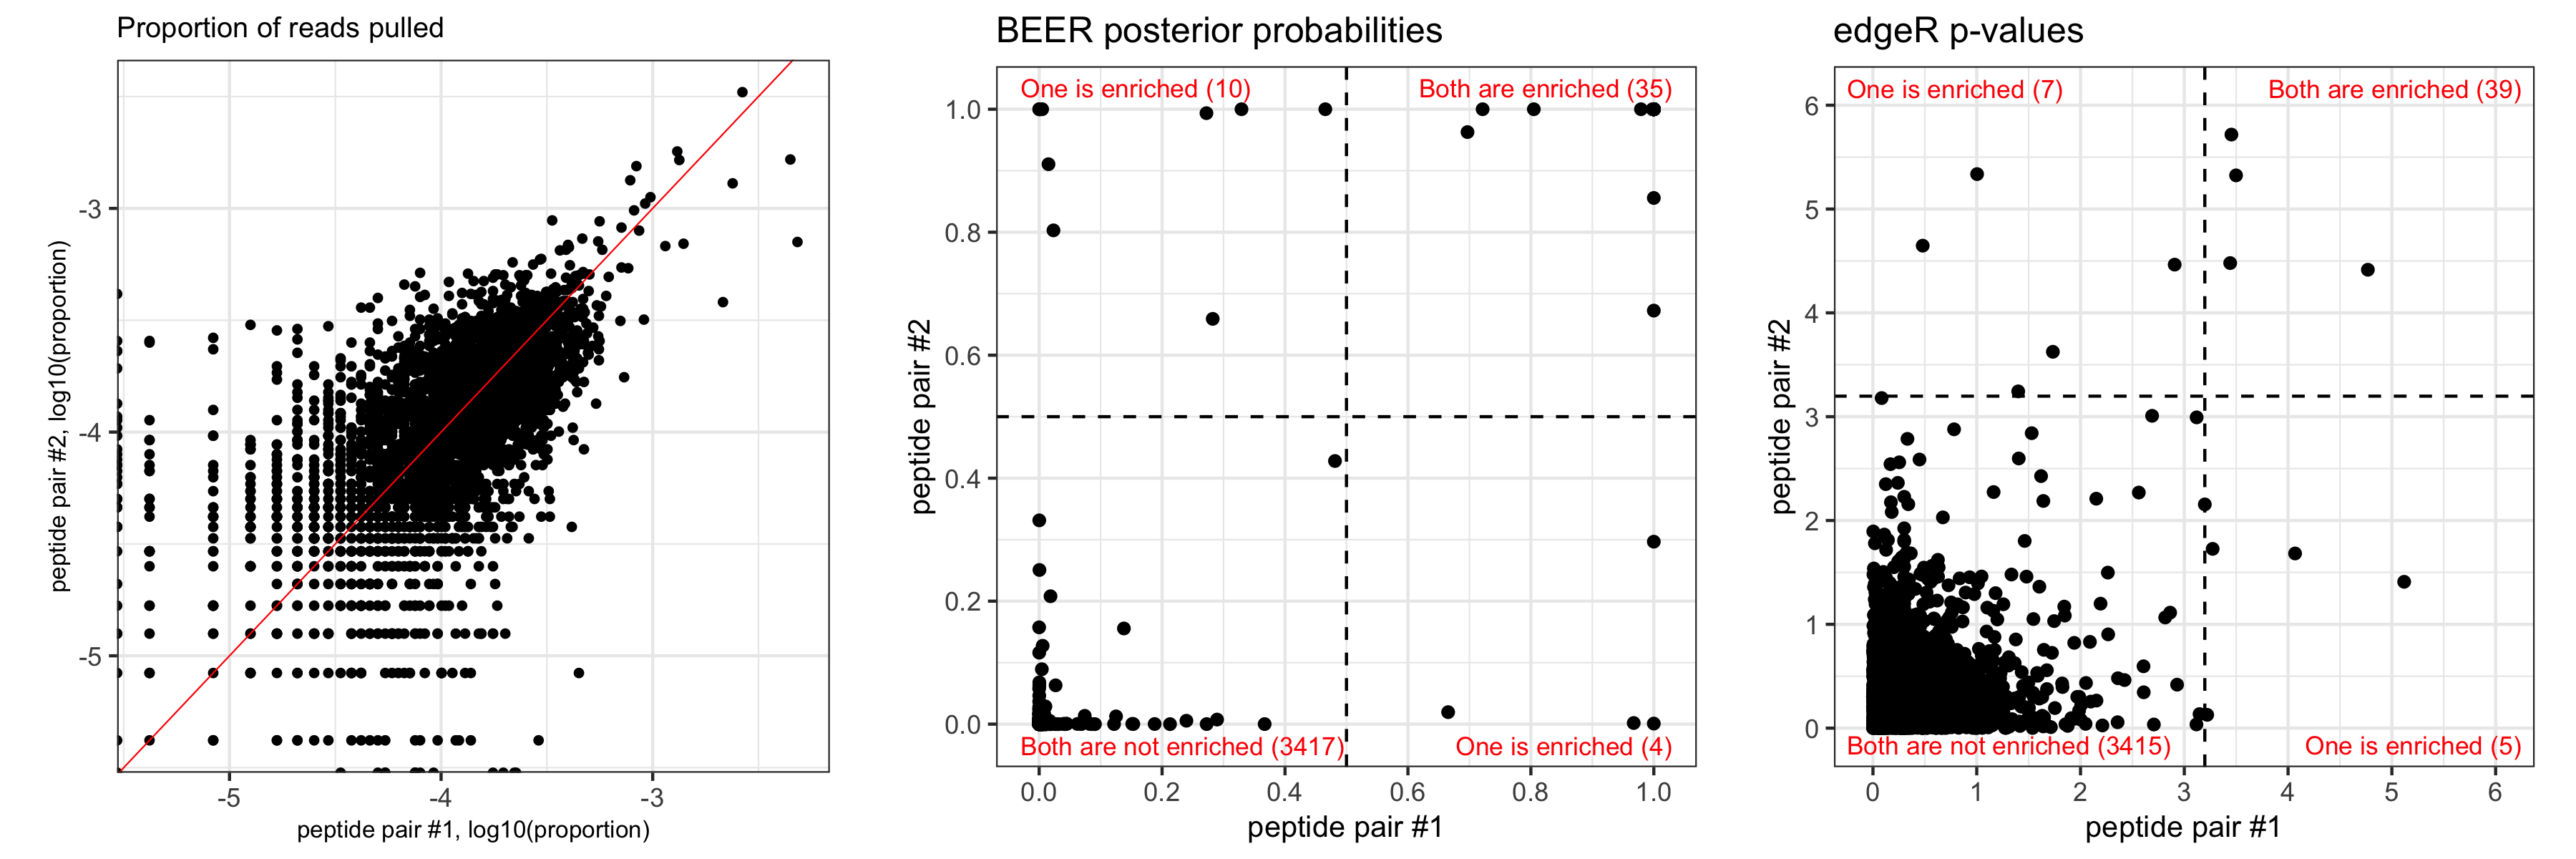 Proportion of reads pulled
-3
-4
-5
-5
-4
-3
peptide pair #2, log10(proportion)
peptide pair #1, log10(proportion)
BEER posterior probabilities
One is enriched (10)
Both are enriched (35)
Both are not enriched (3417)
One is enriched (4)
1.0
0.8
0.6
0.4
0.2
0.0
0.0
0.2
0.4
0.6
0.8
1.0
peptide pair #2
peptide pair #1
edgeR p-values
One is enriched (7)
Both are enriched (39)
Both are not enriched (3415)
One is enriched (5)
6
5
4
3
2
1
0
0
1
2
3
4
5
6
peptide pair #2
peptide pair #1